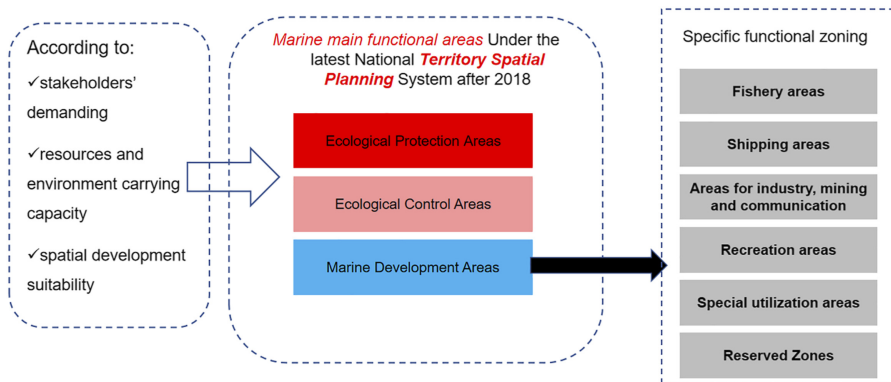 According to:
✓stakeholders’
demanding
✓resources and
environment carrying
capacity
✓spatial development
suitability
Marine main functional areas Under the
latest National Territory Spatial
Planning System after 2018
Ecological Protection Areas
Ecological Control Areas
Marine Development Areas
Specific functional zoning
Fishery areas
Shipping areas
Areas for industry, mining
and communication
Recreation areas
Special utilization areas
Reserved Zones